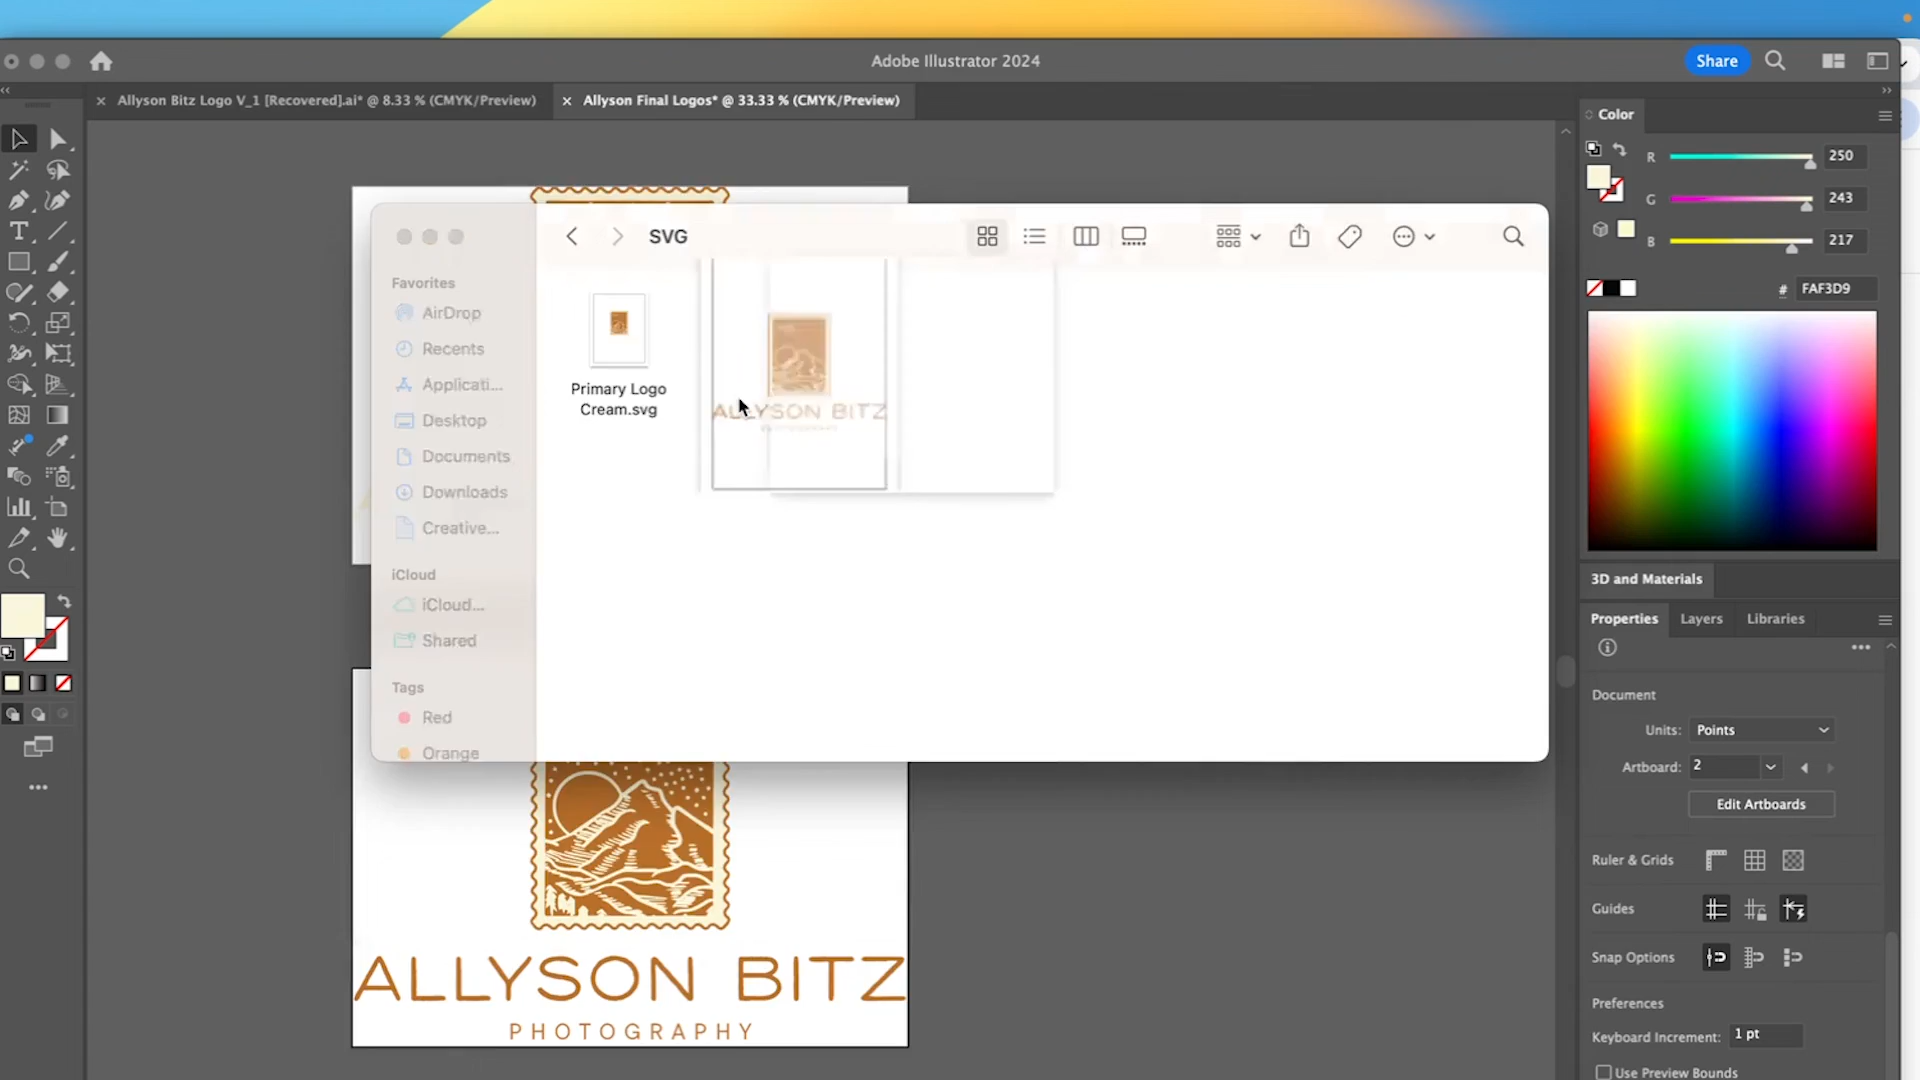 Adobe Illustrator 2024
Share
Allyson Bitz Logo V_1 [Recovered].ai* @ 8.33 % (CMYK/Preview)
Allyson Final Logos* @ 33.33 % (CMYK/Preview)
Color
R 250
G 243
B 217
# FAF3D9
SVG
Favorites
AirDrop
Recents
Applicati...
Desktop
Documents
Downloads
Creative...
iCloud
iCloud...
Shared
Tags
Red
Orange
Primary Logo
Cream.svg
ALLYSON BITZ
3D and Materials
Properties
Layers
Libraries
Document
Units: Points
Artboard: 2
Edit Artboards
Ruler & Grids
Guides
Snap Options
Preferences
Keyboard Increment: 1 pt
Use Preview Bounds
ALLYSON BITZ
PHOTOGRAPHY